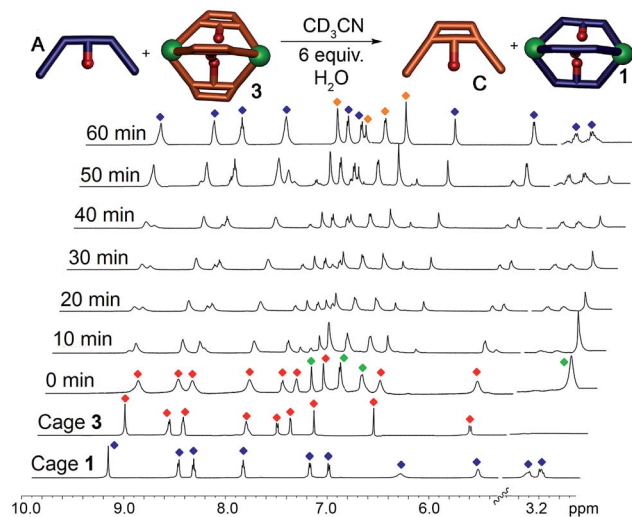 A + 3 CD3CN 6 equiv. H2O C + 1
60 min
50 min
40 min
30 min
20 min
10 min
0 min
Cage 3
Cage 1
10.0 9.0 8.0 7.0 6.0 3.2 ppm